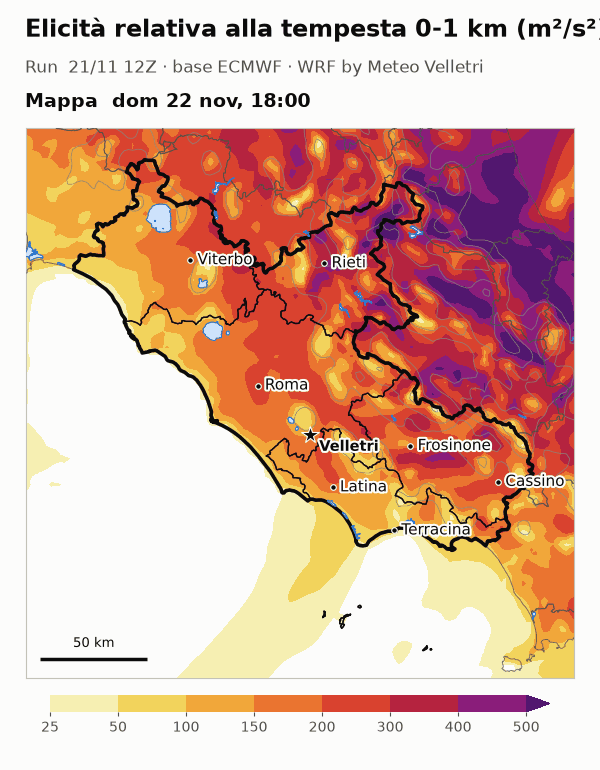 Elicità relativa alla tempesta 0-1 km (m²/s²)
Run 21/11 12Z · base ECMWF · WRF by Meteo Velletri
Mappa dom 22 nov, 18:00
Viterbo
Rieti
Roma
Velletri
Frosinone
Cassino
Latina
Terracina
50 km
25 50 100 150 200 300 400 500